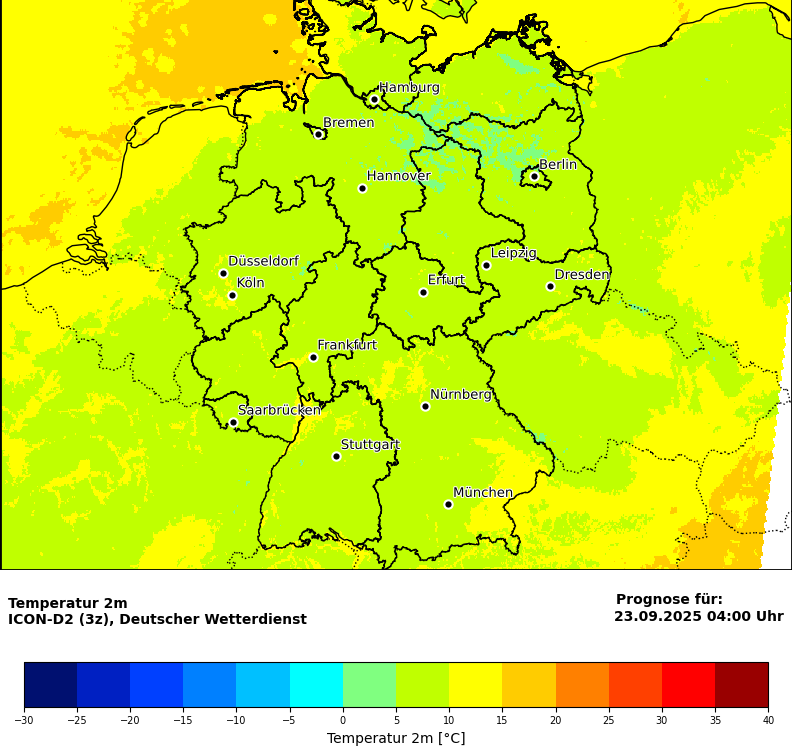 Hamburg
Bremen
Berlin
Hannover
Leipzig
Düsseldorf
Dresden
Köln
Erfurt
Frankfurt
Nürnberg
Saarbrücken
Stuttgart
München
Temperatur 2m
ICON-D2 (3z), Deutscher Wetterdienst
Prognose für:
23.09.2025 04:00 Uhr
−30 −25 −20 −15 −10 −5 0 5 10 15 20 25 30 35 40
Temperatur 2m [°C]